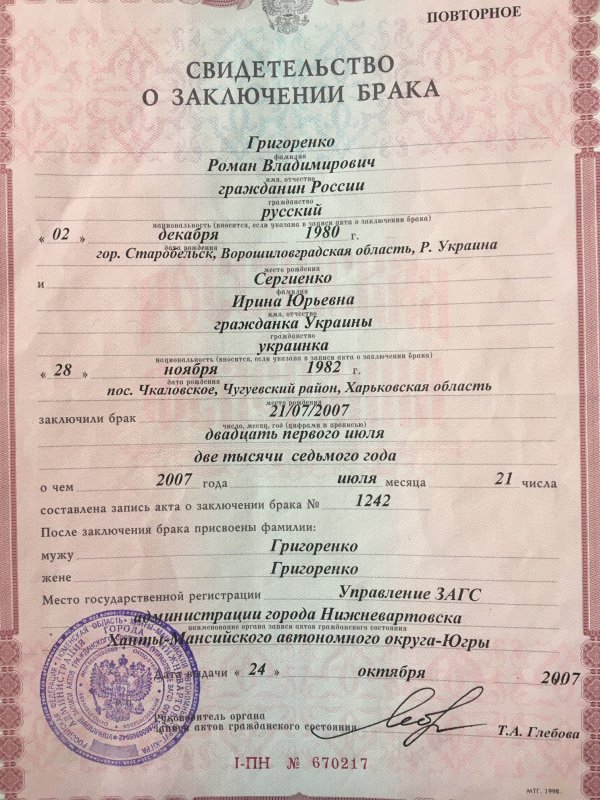 ПОВТОРНОЕ
СВИДЕТЕЛЬСТВО
О ЗАКЛЮЧЕНИИ БРАКА
Григоренко
фамилия
Роман Владимирович
имя, отчество
гражданин России
гражданство
русский
национальность (вносится, если указана в записи акта о заключении брака)
« 02 » декабря 1980 г.
дата рождения
гор. Старобельск, Ворошиловградская область, Р. Украина
место рождения
и Сергиенко
фамилия
Ирина Юрьевна
имя, отчество
гражданка Украины
гражданство
украинка
национальность (вносится, если указана в записи акта о заключении брака)
« 28 » ноября 1982 г.
дата рождения
пос. Чкаловское, Чугуевский район, Харьковская область
место рождения
заключили брак 21/07/2007
число, месяц, год (цифрами и прописью)
двадцать первого июля
две тысячи седьмого года
о чем 2007 года июля месяца 21 числа
составлена запись акта о заключении брака № 1242
После заключения брака присвоены фамилии:
мужу Григоренко
жене Григоренко
Место государственной регистрации Управление ЗАГС
администрации города Нижневартовска
наименование органа записи актов гражданского состояния
Ханты-Мансийского автономного округа-Югры
Дата выдачи « 24 » октября 2007
Руководитель органа
записи актов гражданского состояния Т.А. Глебова
I-ПН № 670217
МТГ. 1998.